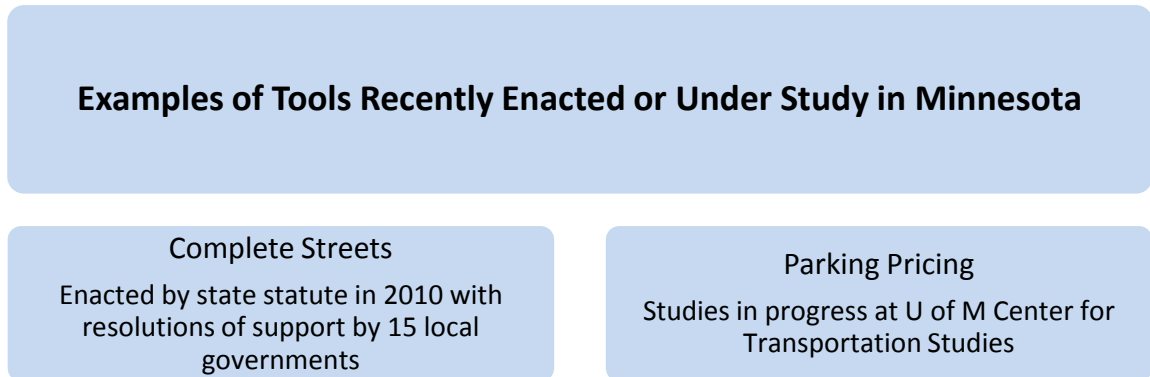 Examples of Tools Recently Enacted or Under Study in Minnesota
Complete Streets
Enacted by state statute in 2010 with
resolutions of support by 15 local
governments
Parking Pricing
Studies in progress at U of M Center for
Transportation Studies